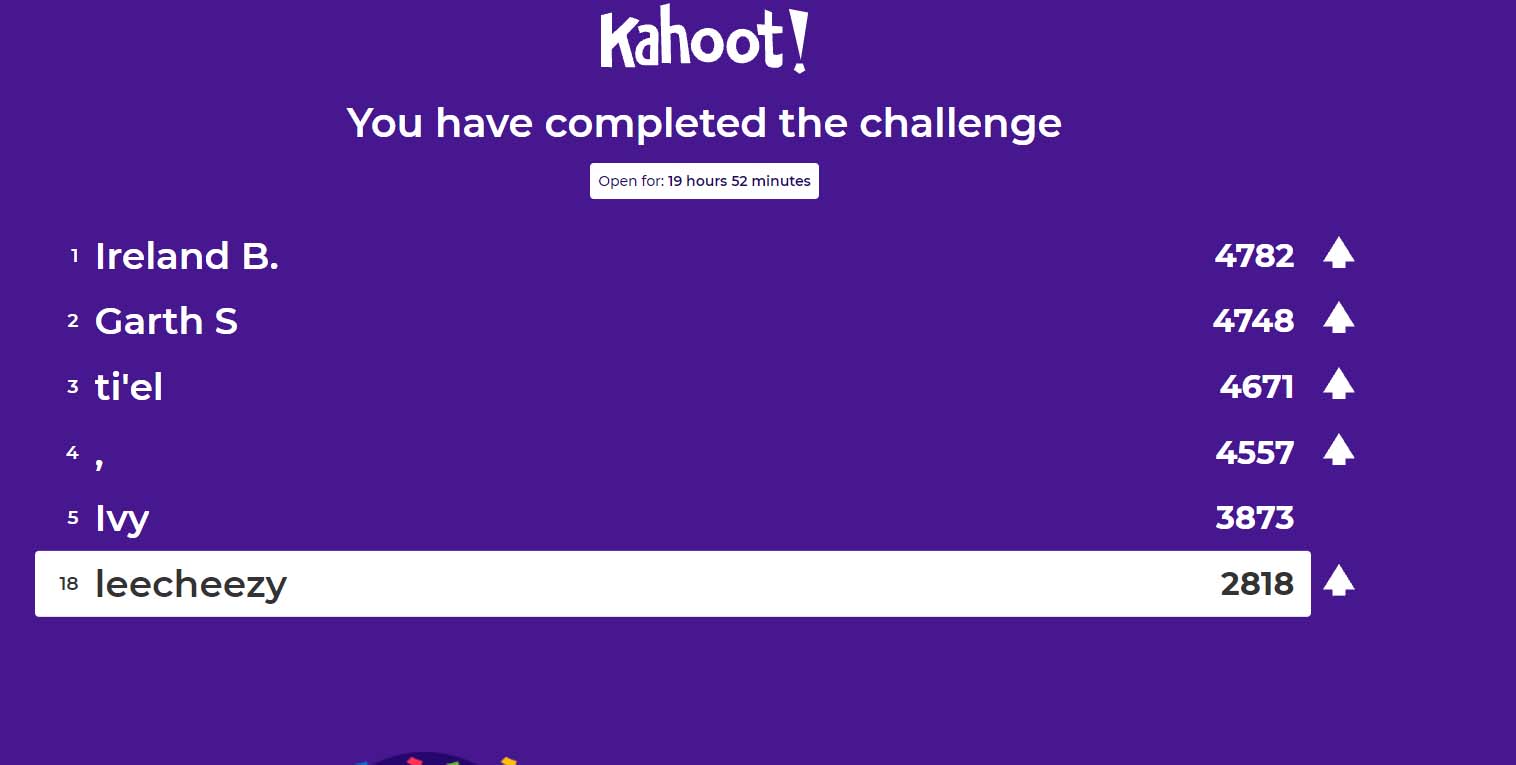 Kahoot!
You have completed the challenge
Open for: 19 hours 52 minutes
1 Ireland B. 4782
2 Garth S 4748
3 ti'el 4671
4 , 4557
5 Ivy 3873
18 leecheezy 2818